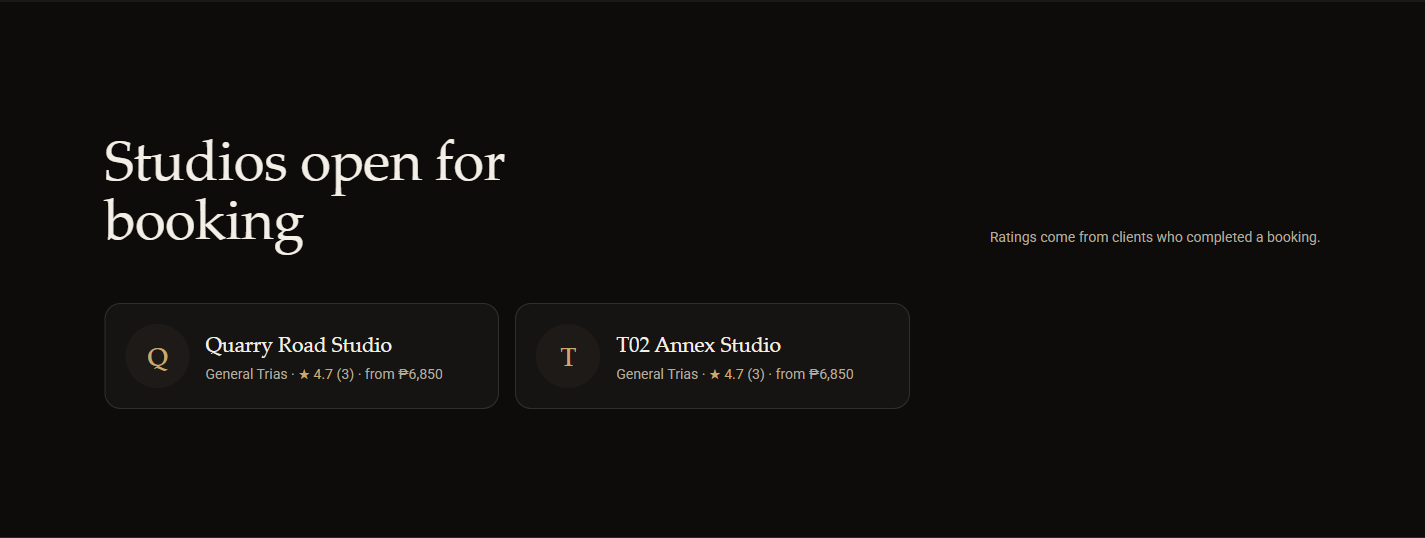 Studios open for
booking
Ratings come from clients who completed a booking.
Q
Quarry Road Studio
General Trias · ★ 4.7 (3) · from ₱6,850
T
T02 Annex Studio
General Trias · ★ 4.7 (3) · from ₱6,850